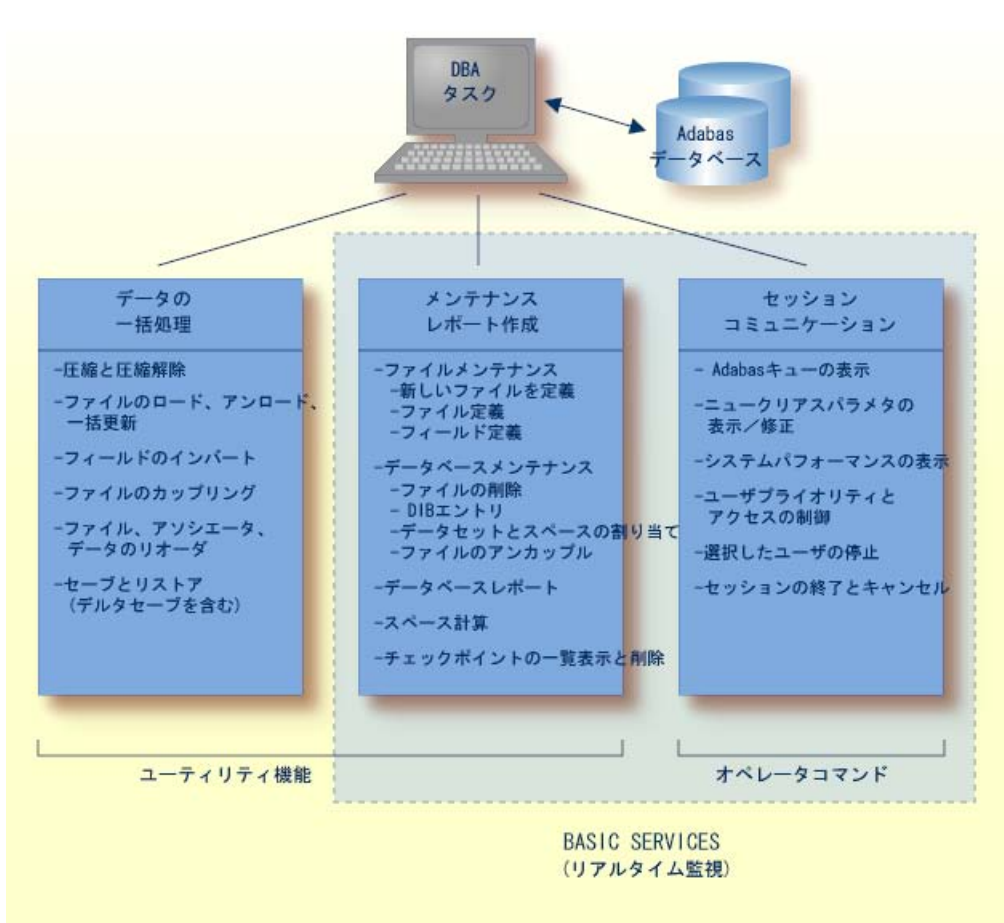 DBA
タスク
Adabas
データベース
データの
一括処理
-圧縮と圧縮解除
-ファイルのロード、アンロード、
一括更新
-フィールドのインバート
-ファイルのカップリング
-ファイル、アソシエータ、
データのリオーダ
-セーブとリストア
(デルタセーブを含む)
メンテナンス
レポート作成
-ファイルメンテナンス
-新しいファイルを定義
-ファイル定義
-フィールド定義
-データベースメンテナンス
-ファイルの削除
- DIBエントリ
-データセットとスペースの割り当て
-ファイルのアンカップル
-データベースレポート
-スペース計算
-チェックポイントの一覧表示と削除
セッション
コミュニケーション
- Adabasキューの表示
-ニュークリアスパラメタの
表示／修正
-システムパフォーマンスの表示
-ユーザプライオリティと
アクセスの制御
-選択したユーザの停止
-セッションの終了とキャンセル
ユーティリティ機能
オペレータコマンド
BASIC SERVICES
(リアルタイム監視)